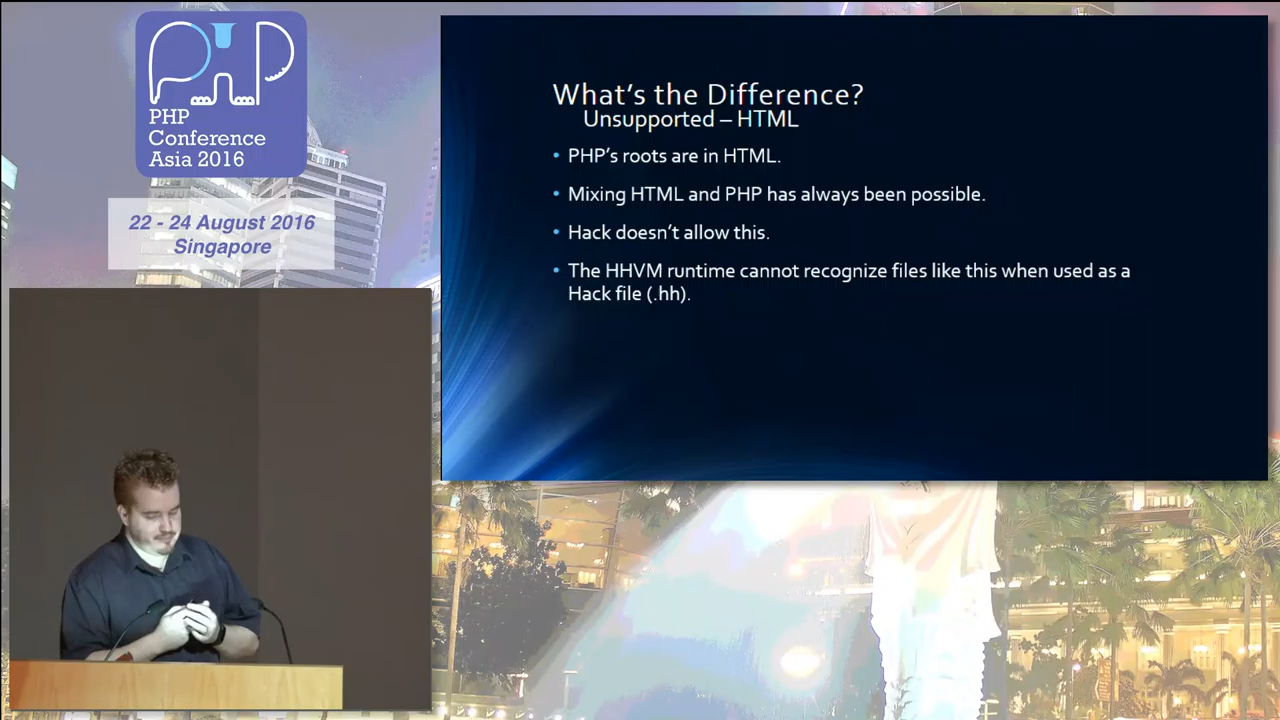 PHP
PHP
Conference
Asia 2016
22 - 24 August 2016
Singapore
What's the Difference?
Unsupported – HTML
• PHP's roots are in HTML.
• Mixing HTML and PHP has always been possible.
• Hack doesn't allow this.
• The HHVM runtime cannot recognize files like this when used as a
Hack file (.hh).